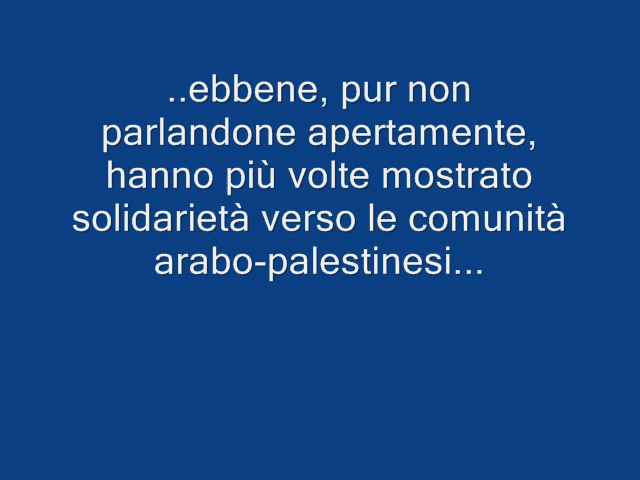 ..ebbene, pur non
parlandone apertamente,
hanno più volte mostrato
solidarietà verso le comunità
arabo-palestinesi...